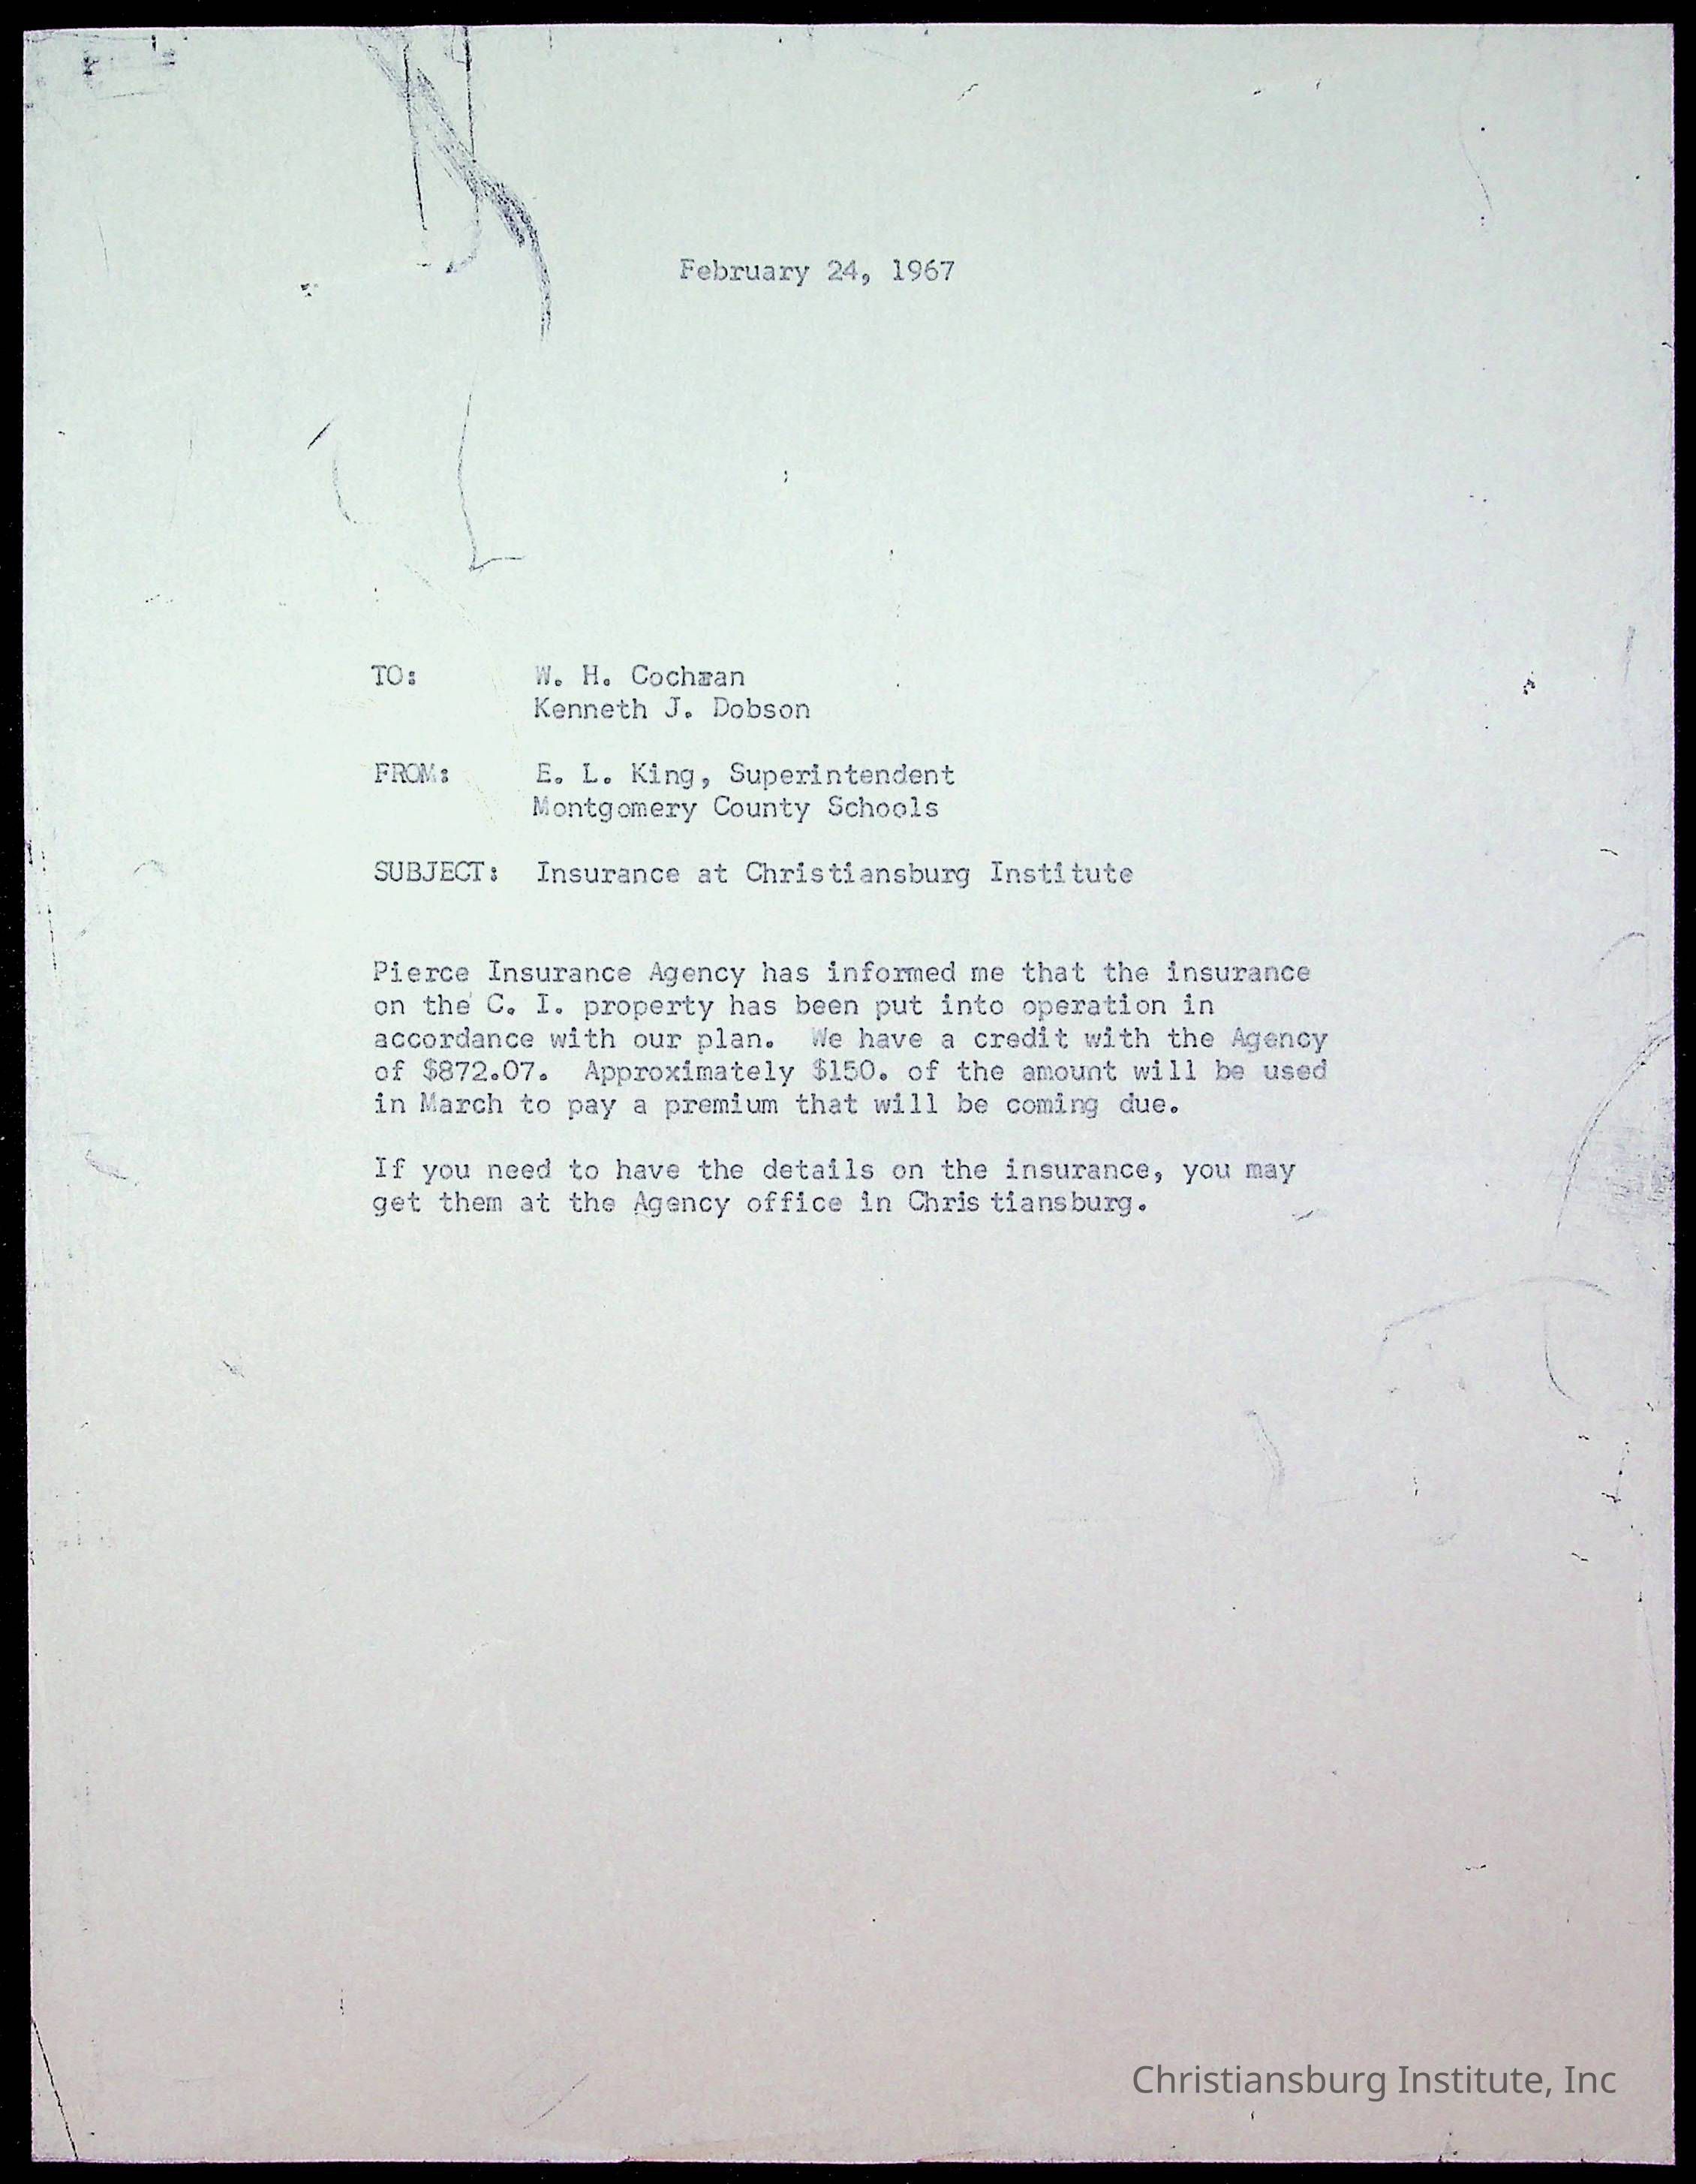 February 24, 1967
TO: W. H. Cochran
Kenneth J. Dobson
FROM: E. L. King, Superintendent
Montgomery County Schools
SUBJECT: Insurance at Christiansburg Institute
Pierce Insurance Agency has informed me that the insurance
on the C. I. property has been put into operation in
accordance with our plan. We have a credit with the Agency
of $872.07. Approximately $150. of the amount will be used
in March to pay a premium that will be coming due.
If you need to have the details on the insurance, you may
get them at the Agency office in Chris tiansburg.
Christiansburg Institute, Inc